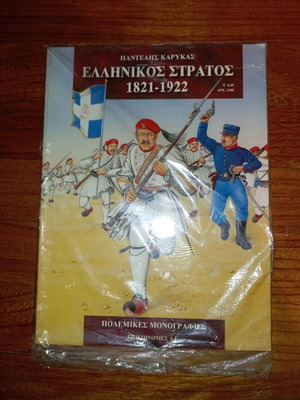 ΠΑΝΤΕΛΗΣ ΚΑΡΥΚΑΣ
ΕΛΛΗΝΙΚΟΣ ΣΤΡΑΤΟΣ
1821-1922
ΠΟΛΕΜΙΚΕΣ ΜΟΝΟΓΡΑΦΙΕΣ